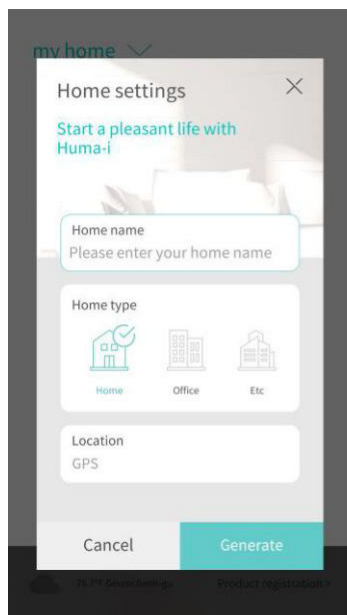 my home
Home settings
Start a pleasant life with
Huma-i
Home name
Please enter your home name
Home type
Home
Office
Etc
Location
GPS
Cancel
Generate
Product registration >